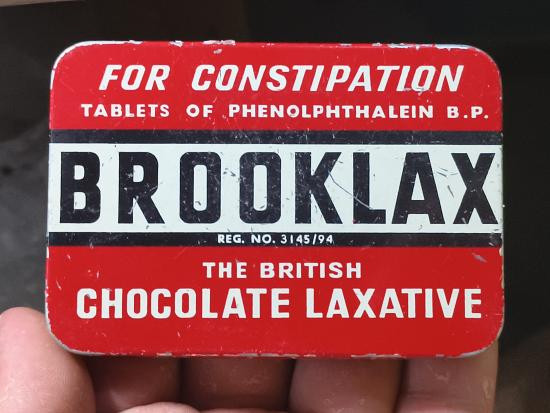 FOR CONSTIPATION
TABLETS OF PHENOLPHTHALEIN B.P.
BROOKLAX
REG. NO. 3145/94
THE BRITISH
CHOCOLATE LAXATIVE